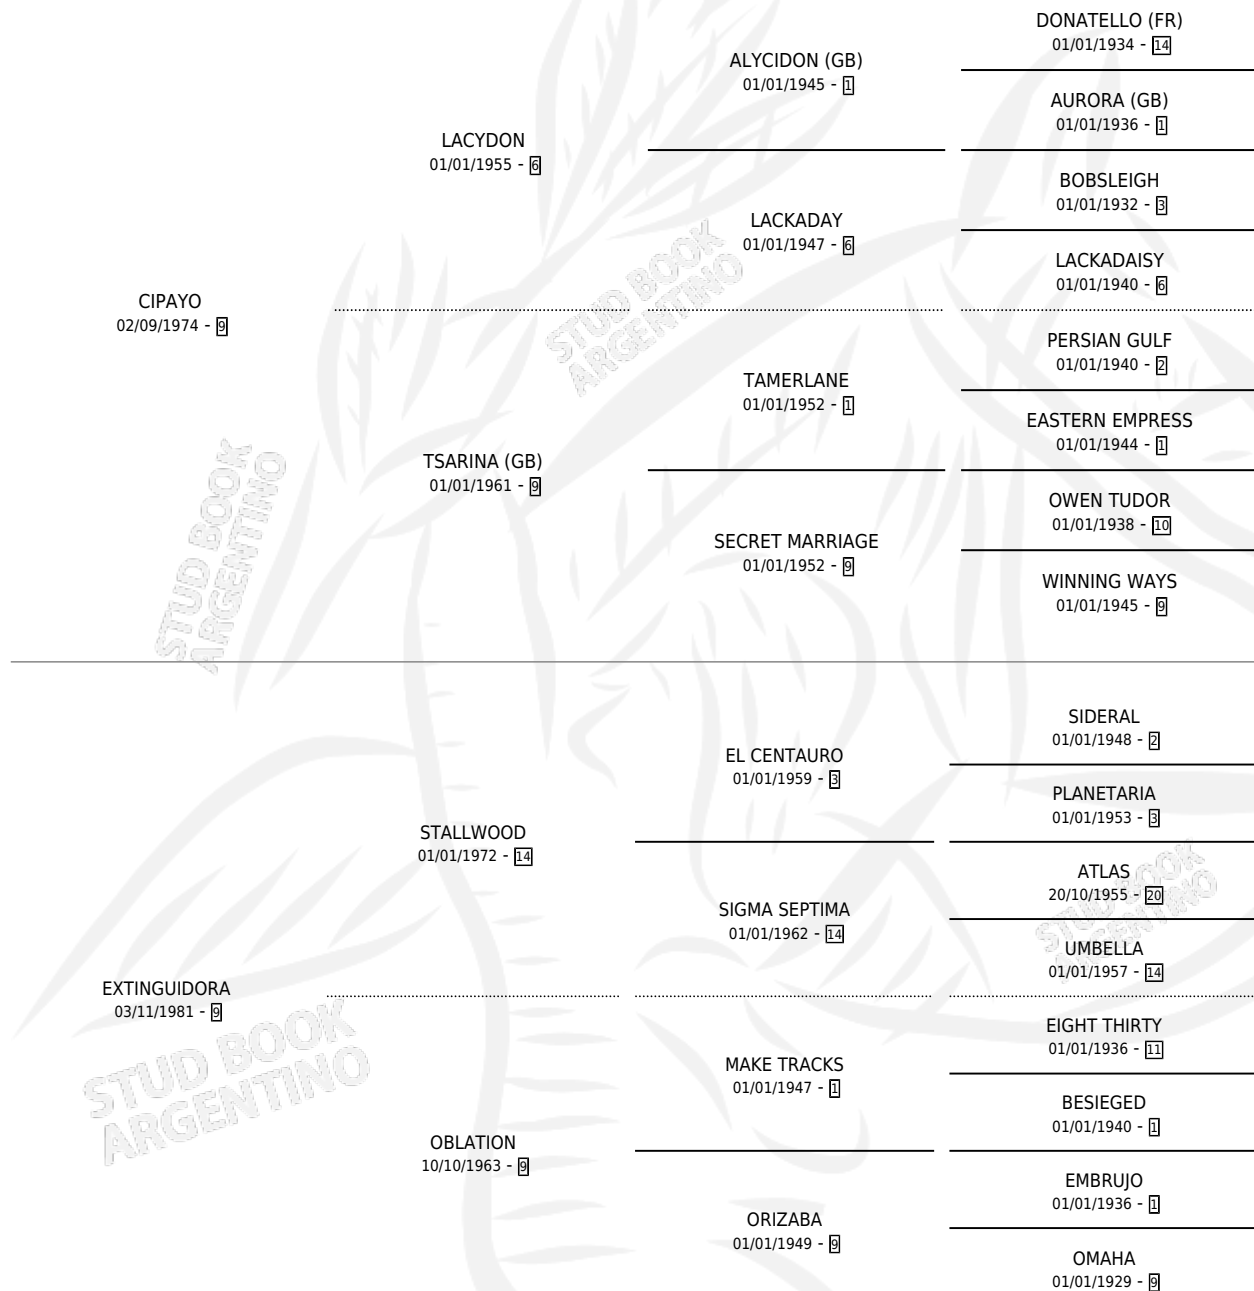 DONATELLO (FR)
01/01/1934 - 14
ALYCIDON (GB)
01/01/1945 - 1
AURORA (GB)
01/01/1936 - 1
LACYDON
01/01/1955 - 6
BOBSLEIGH
01/01/1932 - 3
LACKADAY
01/01/1947 - 6
LACKADAISY
01/01/1940 - 6
CIPAYO
02/09/1974 - 9
PERSIAN GULF
01/01/1940 - 2
TAMERLANE
01/01/1952 - 1
EASTERN EMPRESS
01/01/1944 - 1
TSARINA (GB)
01/01/1961 - 9
OWEN TUDOR
01/01/1938 - 10
SECRET MARRIAGE
01/01/1952 - 9
WINNING WAYS
01/01/1945 - 9
SIDERAL
01/01/1948 - 2
EL CENTAURO
01/01/1959 - 3
PLANETARIA
01/01/1953 - 3
STALLWOOD
01/01/1972 - 14
ATLAS
20/10/1955 - 20
SIGMA SEPTIMA
01/01/1962 - 14
UMBELLA
01/01/1957 - 14
EXTINGUIDORA
03/11/1981 - 9
EIGHT THIRTY
01/01/1936 - 11
MAKE TRACKS
01/01/1947 - 1
BESIEGED
01/01/1940 - 1
OBLATION
10/10/1963 - 9
EMBRUJO
01/01/1936 - 1
ORIZABA
01/01/1949 - 9
OMAHA
01/01/1929 - 9
STUD BOOK
ARGENTINO
STUD BOOK
ARGENTINO
STUD BOOK
ARGENTINO
STUD BOOK
ARGENTINO